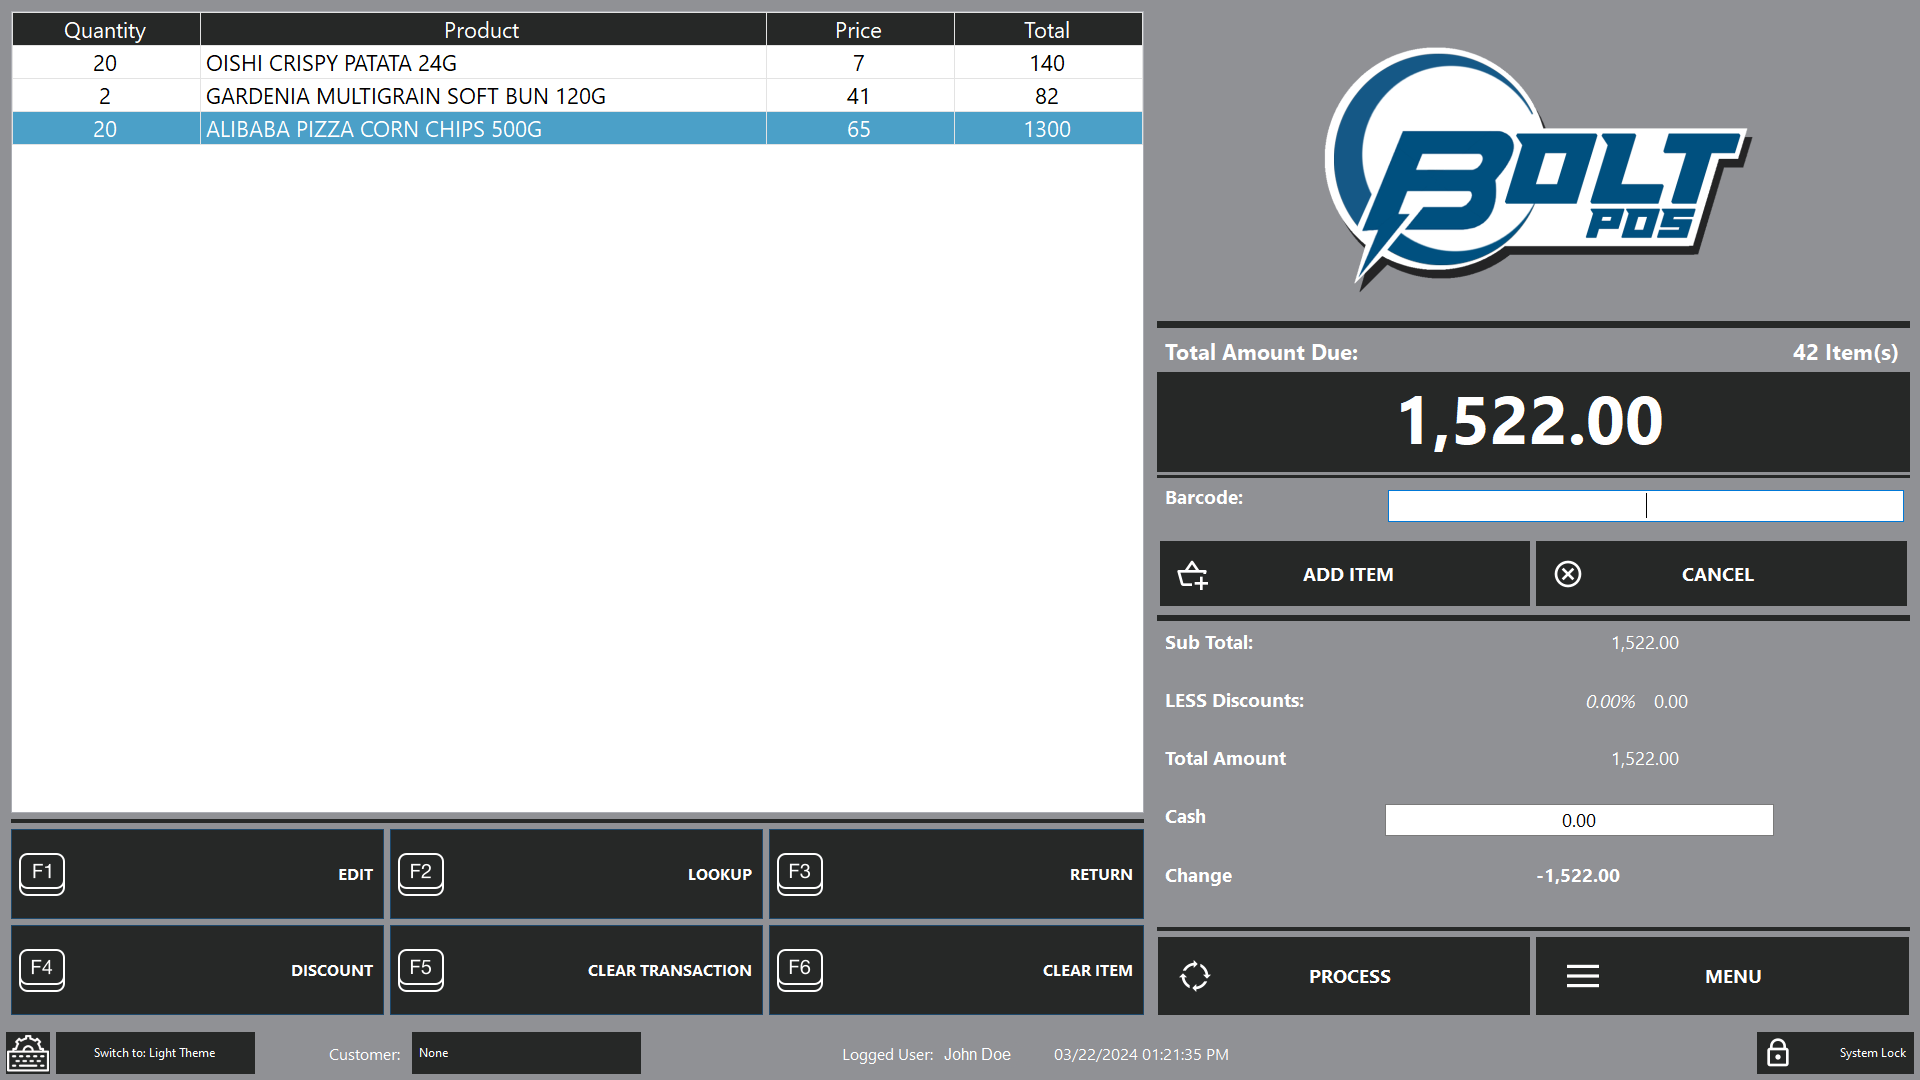 Quantity Product Price Total
20 OISHI CRISPY PATATA 24G 7 140
2 GARDENIA MULTIGRAIN SOFT BUN 120G 41 82
20 ALIBABA PIZZA CORN CHIPS 500G 65 1300
BOLT
POS
Total Amount Due: 42 Item(s)
1,522.00
Barcode:
ADD ITEM CANCEL
Sub Total: 1,522.00
LESS Discounts: 0.00% 0.00
Total Amount 1,522.00
Cash 0.00
Change -1,522.00
F1 EDIT F2 LOOKUP F3 RETURN
F4 DISCOUNT F5 CLEAR TRANSACTION F6 CLEAR ITEM
PROCESS MENU
Switch to: Light Theme Customer: None Logged User: John Doe 03/22/2024 01:21:35 PM System Lock